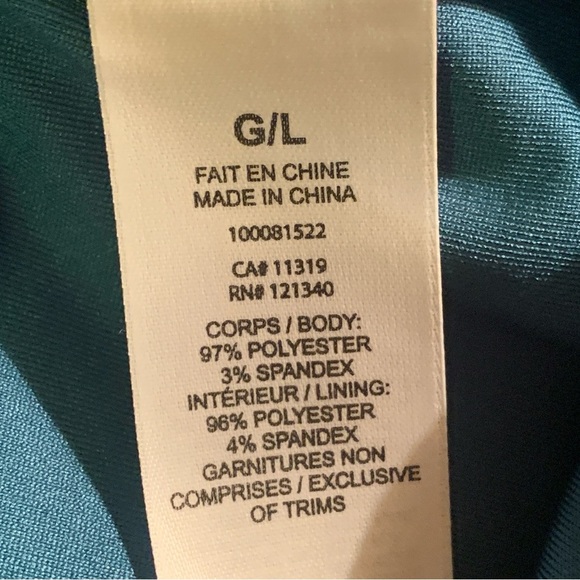 G/L
FAIT EN CHINE
MADE IN CHINA
100081522
CA# 11319
RN# 121340
CORPS / BODY:
97% POLYESTER
3% SPANDEX
INTÉRIEUR / LINING:
96% POLYESTER
4% SPANDEX
GARNITURES NON
COMPRISES / EXCLUSIVE
OF TRIMS